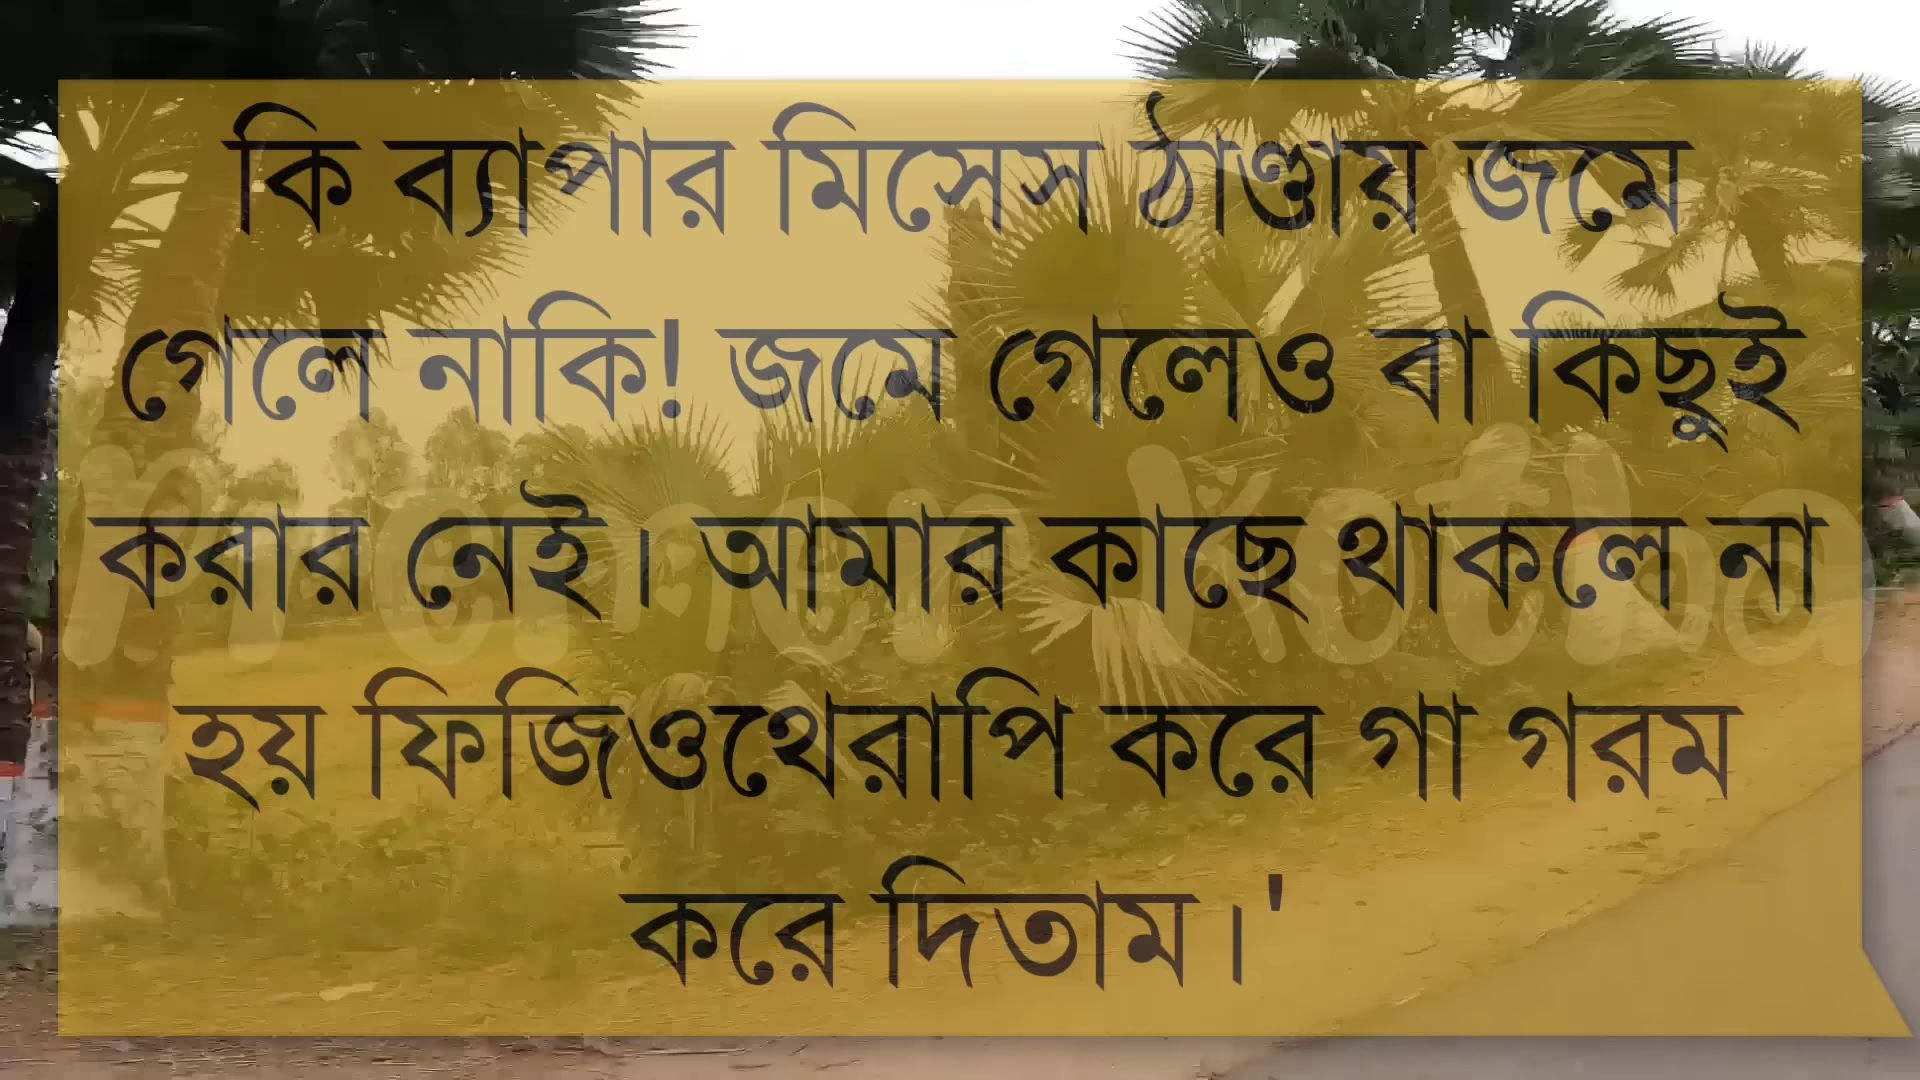 কি ব্যাপার মিসেস ঠাণ্ডায় জমে
গেলে নাকি! জমে গেলেও বা কিছুই
করার নেই। আমার কাছে থাকলে না
হয় ফিজিওথেরাপি করে গা গরম
করে দিতাম।'